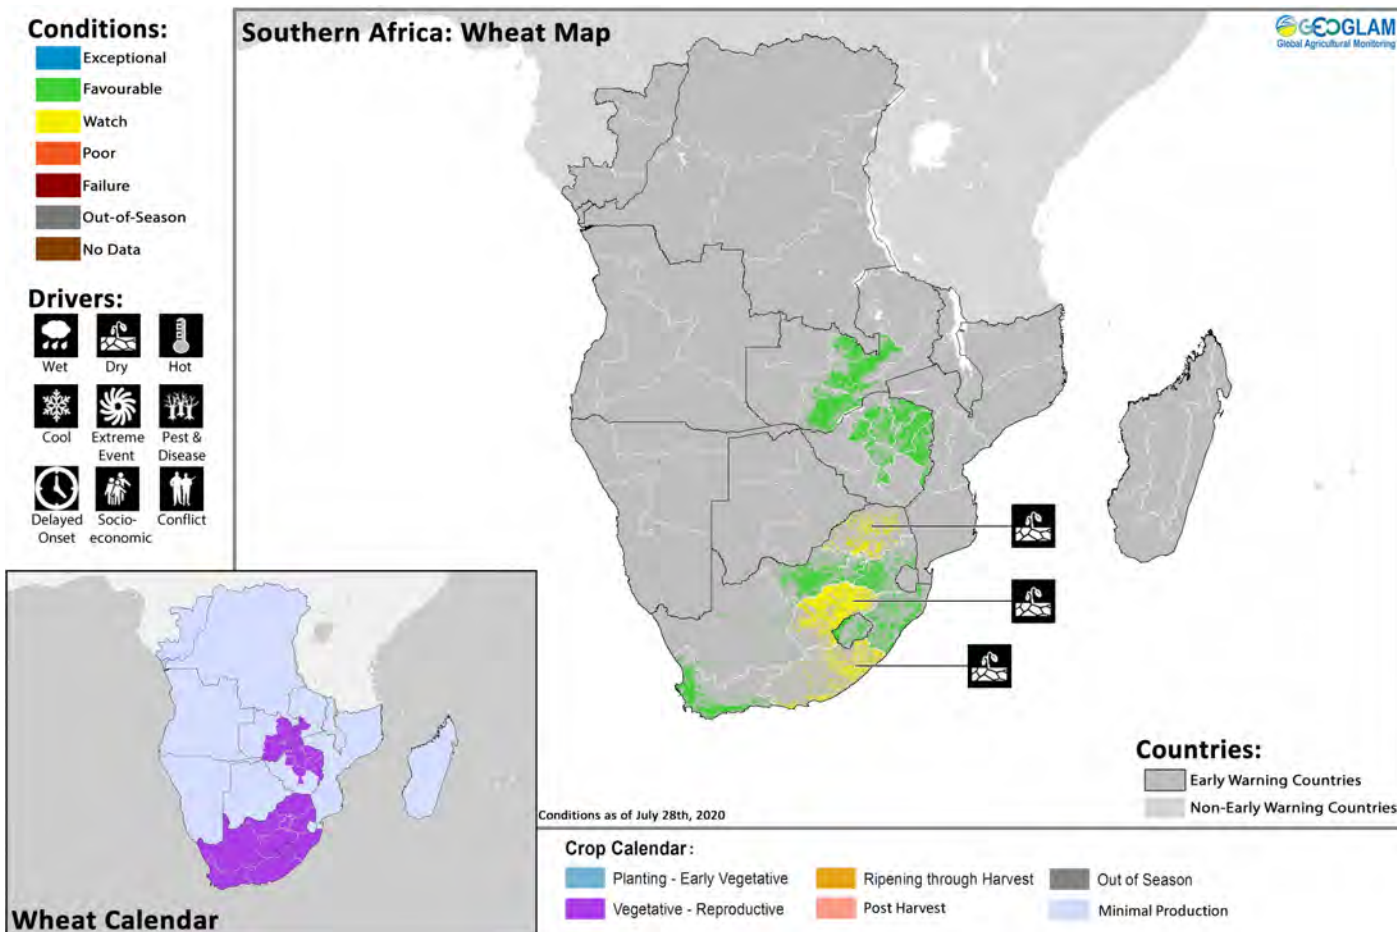 Conditions:
Exceptional
Favourable
Watch
Poor
Failure
Out-of-Season
No Data
Drivers:
Wet
Dry
Hot
Cool
Extreme
Event
Pest &
Disease
Delayed
Onset
Socio-
economic
Conflict
Southern Africa: Wheat Map
GEOGLAM
Global Agricultural Monitoring
Countries:
Early Warning Countries
Non-Early Warning Countries
Conditions as of July 28th, 2020
Wheat Calendar
Crop Calendar:
Planting - Early Vegetative
Ripening through Harvest
Out of Season
Vegetative - Reproductive
Post Harvest
Minimal Production